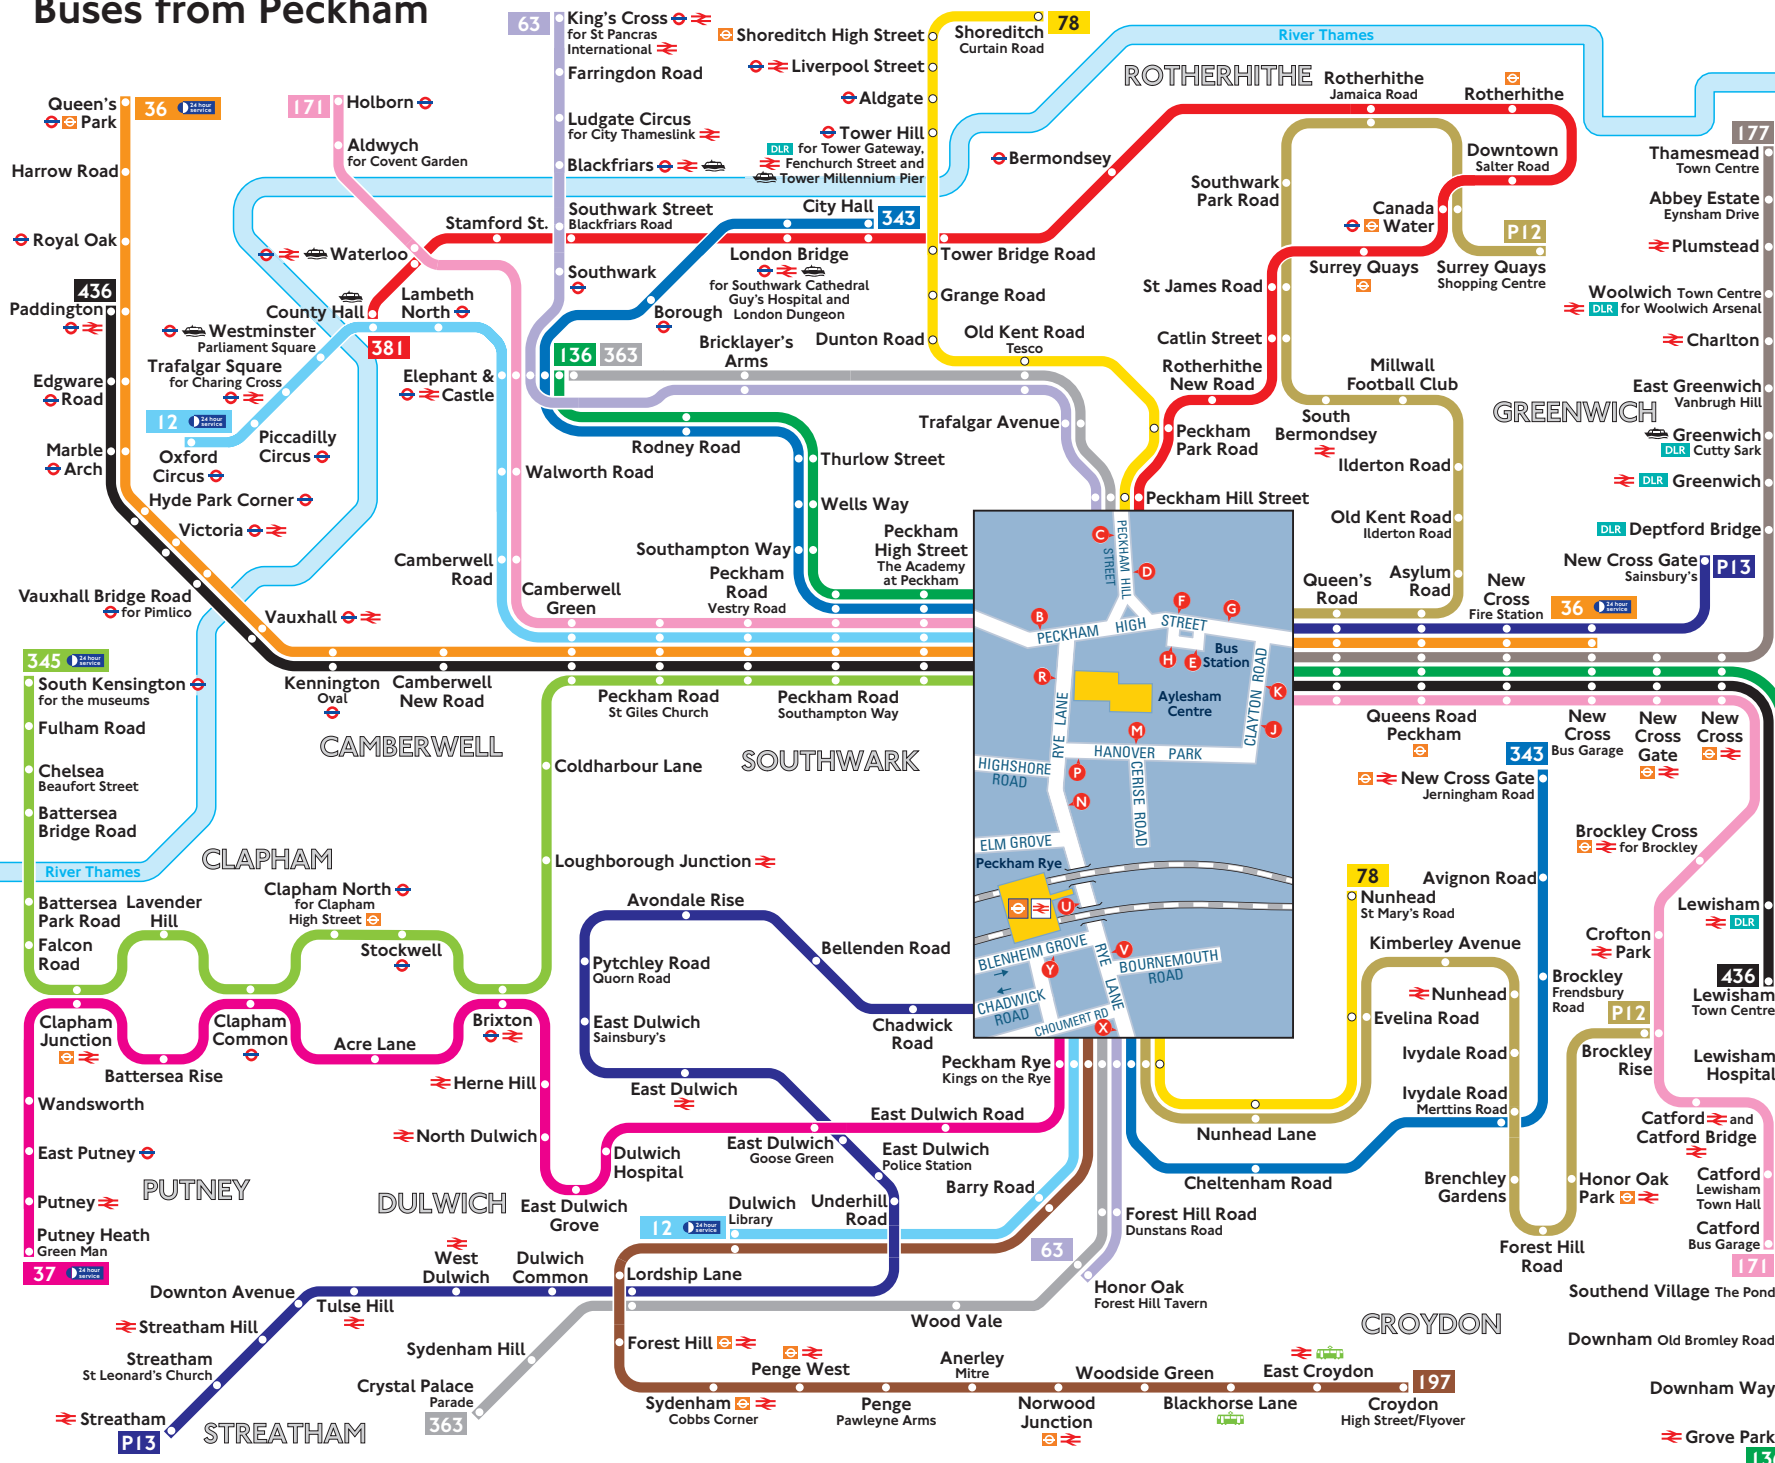 Buses from Peckham
63
King's Cross
for St Pancras
International
Farringdon Road
Ludgate Circus
for City Thameslink
Blackfriars
Southwark Street
Blackfriars Road
Southwark
Shoreditch High Street
Liverpool Street
Aldgate
Tower Hill
DLR for Tower Gateway,
Fenchurch Street and
Tower Millennium Pier
Shoreditch
Curtain Road
78
River Thames
ROTHERHITHE
Rotherhithe
Jamaica Road
Rotherhithe
Bermondsey
Downtown
Salter Road
Southwark
Park Road
Canada
Water
P12
Surrey Quays
Surrey Quays
Shopping Centre
St James Road
Catlin Street
Rotherhithe
New Road
Millwall
Football Club
South
Bermondsey
Ilderton Road
Old Kent Road
Ilderton Road
Asylum
Road
Queen's
Road
177
Thamesmead
Town Centre
Abbey Estate
Eynsham Drive
Plumstead
Woolwich Town Centre
DLR for Woolwich Arsenal
Charlton
East Greenwich
Vanbrugh Hill
GREENWICH
Greenwich
DLR Cutty Sark
DLR Greenwich
DLR Deptford Bridge
New Cross Gate
Sainsbury's
P13
New
Cross
Fire Station
36 24 hour service
Queen's
Park
36 24 hour service
Harrow Road
Royal Oak
436
Paddington
Edgware
Road
Marble
Arch
Hyde Park Corner
Victoria
Vauxhall Bridge Road
for Pimlico
Vauxhall
171
Holborn
Aldwych
for Covent Garden
Stamford St.
Waterloo
County Hall
381
Lambeth
North
Westminster
Parliament Square
Trafalgar Square
for Charing Cross
12 24 hour service
Oxford
Circus
Piccadilly
Circus
Elephant &
Castle
City Hall
343
London Bridge
for Southwark Cathedral
Guy's Hospital and
London Dungeon
Borough
136
363
Bricklayer's
Arms
Tower Bridge Road
Grange Road
Dunton Road
Old Kent Road
Tesco
Trafalgar Avenue
Peckham
Park Road
Peckham Hill Street
Rodney Road
Thurlow Street
Wells Way
Southampton Way
Walworth Road
Camberwell
Road
Camberwell
Green
Peckham
Road
Vestry Road
Peckham
High Street
The Academy
at Peckham
Kennington
Oval
Camberwell
New Road
Peckham Road
St Giles Church
Peckham Road
Southampton Way
CAMBERWELL
SOUTHWARK
345 24 hour service
South Kensington
for the museums
Fulham Road
Chelsea
Beaufort Street
Battersea
Bridge Road
River Thames
Battersea
Park Road
Falcon
Road
CLAPHAM
Lavender
Hill
Clapham North
for Clapham
High Street
Stockwell
Coldharbour Lane
Loughborough Junction
Clapham
Junction
Battersea Rise
Clapham
Common
Acre Lane
Brixton
Herne Hill
North Dulwich
Wandsworth
East Putney
Putney
Putney Heath
Green Man
37 24 hour service
PUTNEY
DULWICH
Dulwich
Hospital
East Dulwich
Grove
Avondale Rise
Bellenden Road
Pytchley Road
Quorn Road
East Dulwich
Sainsbury's
East Dulwich
Chadwick
Road
East Dulwich Road
East Dulwich
Goose Green
East Dulwich
Police Station
Underhill
Road
Barry Road
Dulwich
Library
12 24 hour service
Peckham Rye
Kings on the Rye
C
D
PECKHAM HILL
STREET
B
F
G
PECKHAM HIGH STREET
H
E
Bus
Station
R
RYE LANE
Aylesham
Centre
CLAYTON ROAD
K
J
M
HANOVER PARK
HIGHSHORE
ROAD
P
N
CERISE ROAD
ELM GROVE
Peckham Rye
U
BLENHEIM GROVE
Y
RYE LANE
V
BOURNEMOUTH
ROAD
CHADWICK
ROAD
CHOUMERT RD
X
Queens Road
Peckham
New
Cross
Bus Garage
New
Cross
Gate
New
Cross
343
New Cross Gate
Jerningham Road
Brockley Cross
for Brockley
78
Nunhead
St Mary's Road
Avignon Road
Kimberley Avenue
Nunhead
Evelina Road
Ivydale Road
Ivydale Road
Merttins Road
Brockley
Frendsbury
Road
Lewisham
DLR
Crofton
Park
436
Lewisham
Town Centre
P12
Brockley
Rise
Lewisham
Hospital
Catford and
Catford Bridge
Catford
Lewisham
Town Hall
Catford
Bus Garage
171
Nunhead Lane
Cheltenham Road
Brenchley
Gardens
Honor Oak
Park
Forest Hill
Road
Forest Hill Road
Dunstans Road
63
Honor Oak
Forest Hill Tavern
Wood Vale
Lordship Lane
Forest Hill
West
Dulwich
Dulwich
Common
Downton Avenue
Tulse Hill
Streatham Hill
Streatham
St Leonard's Church
Streatham
P13
STREATHAM
Sydenham Hill
Crystal Palace
Parade
363
Sydenham
Cobbs Corner
Penge West
Penge
Pawleyne Arms
Anerley
Mitre
Norwood
Junction
Woodside Green
Blackhorse Lane
East Croydon
CROYDON
197
Croydon
High Street/Flyover
Southend Village The Pond
Downham Old Bromley Road
Downham Way
Grove Park